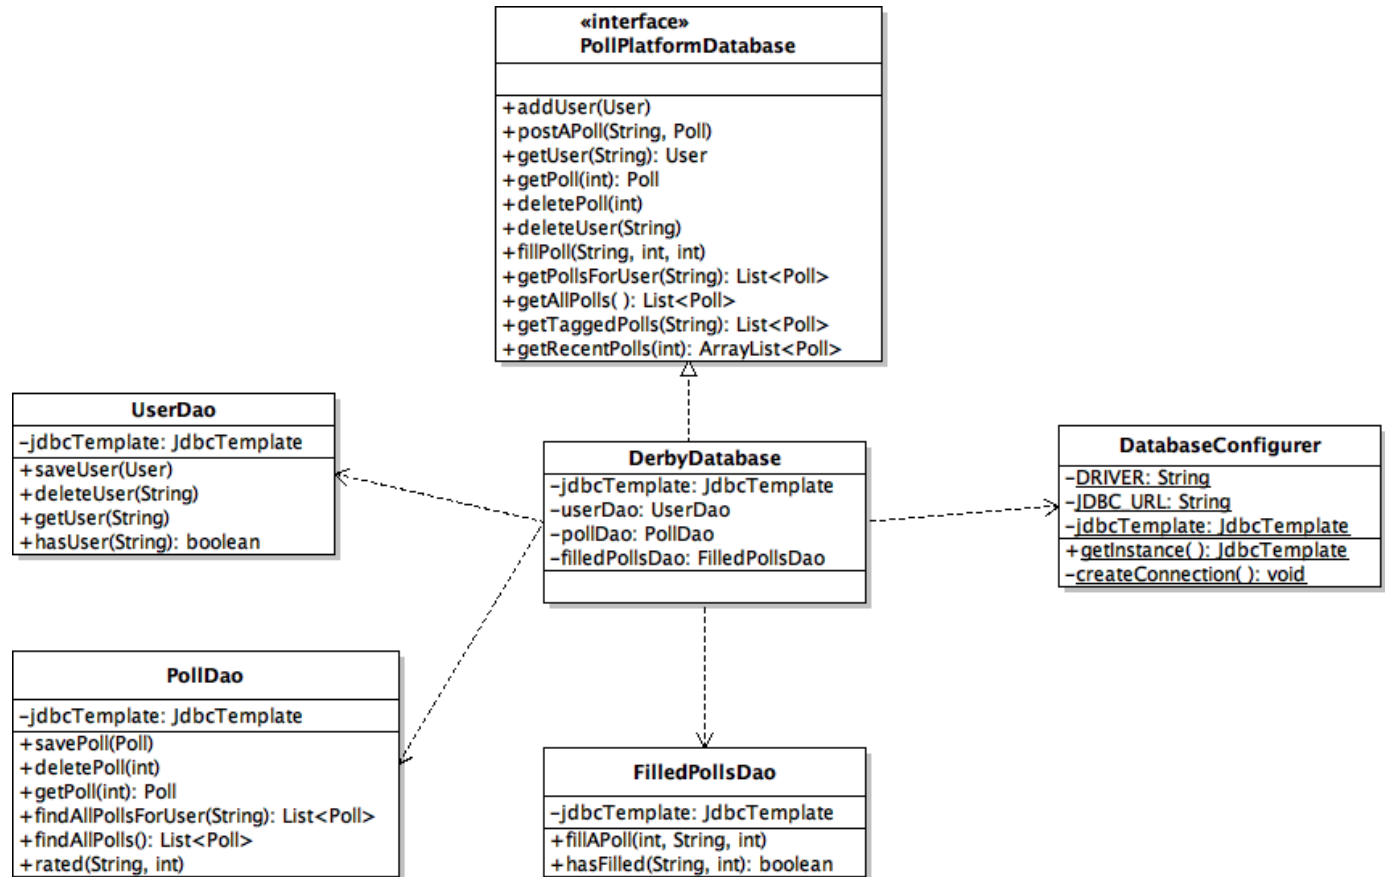 «interface»
PollPlatformDatabase
+addUser(User)
+postAPoll(String, Poll)
+getUser(String): User
+getPoll(int): Poll
+deletePoll(int)
+deleteUser(String)
+fillPoll(String, int, int)
+getPollsForUser(String): List<Poll>
+getAllPolls( ): List<Poll>
+getTaggedPolls(String): List<Poll>
+getRecentPolls(int): ArrayList<Poll>
UserDao
-jdbcTemplate: JdbcTemplate
+saveUser(User)
+deleteUser(String)
+getUser(String)
+hasUser(String): boolean
DerbyDatabase
-jdbcTemplate: JdbcTemplate
-userDao: UserDao
-pollDao: PollDao
-filledPollsDao: FilledPollsDao
DatabaseConfigurer
-DRIVER: String
-JDBC_URL: String
-jdbcTemplate: JdbcTemplate
+getInstance( ): JdbcTemplate
-createConnection( ): void
PollDao
-jdbcTemplate: JdbcTemplate
+savePoll(Poll)
+deletePoll(int)
+getPoll(int): Poll
+findAllPollsForUser(String): List<Poll>
+findAllPolls(): List<Poll>
+rated(String, int)
FilledPollsDao
-jdbcTemplate: JdbcTemplate
+fillAPoll(int, String, int)
+hasFilled(String, int): boolean